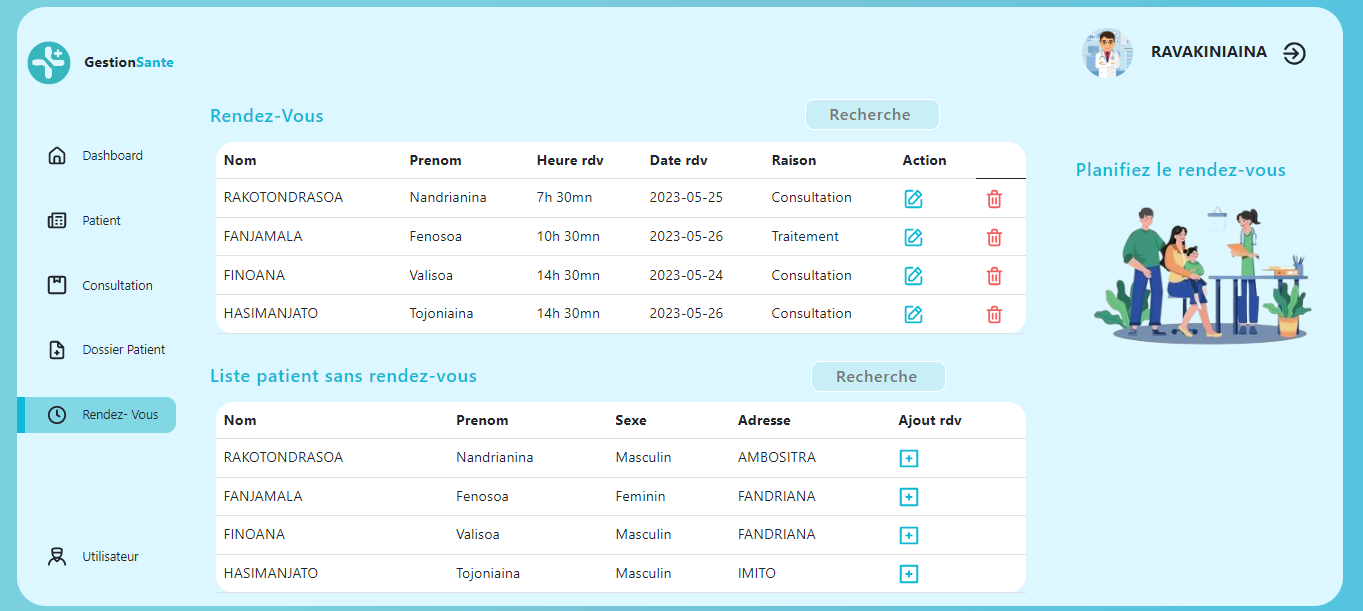 GestionSante
RAVAKINIAINA
Dashboard
Patient
Consultation
Dossier Patient
Rendez- Vous
Utilisateur
Rendez-Vous
Recherche
Nom Prenom Heure rdv Date rdv Raison Action
RAKOTONDRASOA Nandrianina 7h 30mn 2023-05-25 Consultation
FANJAMALA Fenosoa 10h 30mn 2023-05-26 Traitement
FINOANA Valisoa 14h 30mn 2023-05-24 Consultation
HASIMANJATO Tojoniaina 14h 30mn 2023-05-26 Consultation
Liste patient sans rendez-vous
Recherche
Nom Prenom Sexe Adresse Ajout rdv
RAKOTONDRASOA Nandrianina Masculin AMBOSITRA
FANJAMALA Fenosoa Feminin FANDRIANA
FINOANA Valisoa Masculin FANDRIANA
HASIMANJATO Tojoniaina Masculin IMITO
Planifiez le rendez-vous